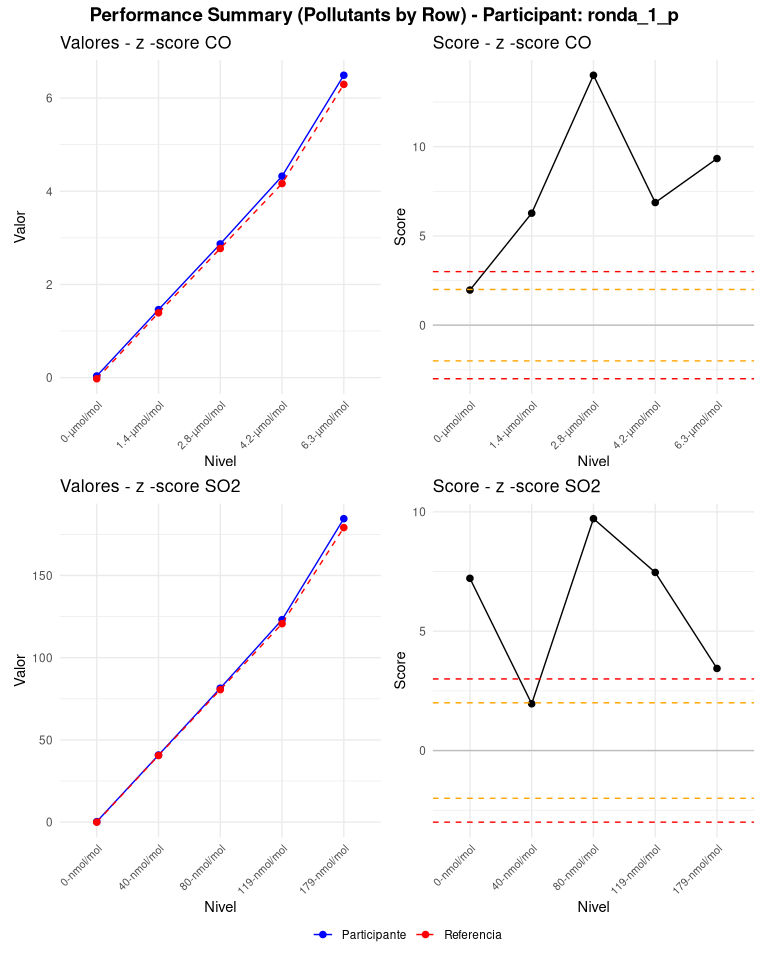 Performance Summary (Pollutants by Row) - Participant: ronda_1_p
Valores - z -score CO
Valor
6
4
2
0
0-µmol/mol
1.4-µmol/mol
2.8-µmol/mol
4.2-µmol/mol
6.3-µmol/mol
Nivel
Score - z -score CO
Score
10
5
0
0-µmol/mol
1.4-µmol/mol
2.8-µmol/mol
4.2-µmol/mol
6.3-µmol/mol
Nivel
Valores - z -score SO2
Valor
150
100
50
0
0-nmol/mol
40-nmol/mol
80-nmol/mol
119-nmol/mol
179-nmol/mol
Nivel
Score - z -score SO2
Score
10
5
0
0-nmol/mol
40-nmol/mol
80-nmol/mol
119-nmol/mol
179-nmol/mol
Nivel
Participante
Referencia